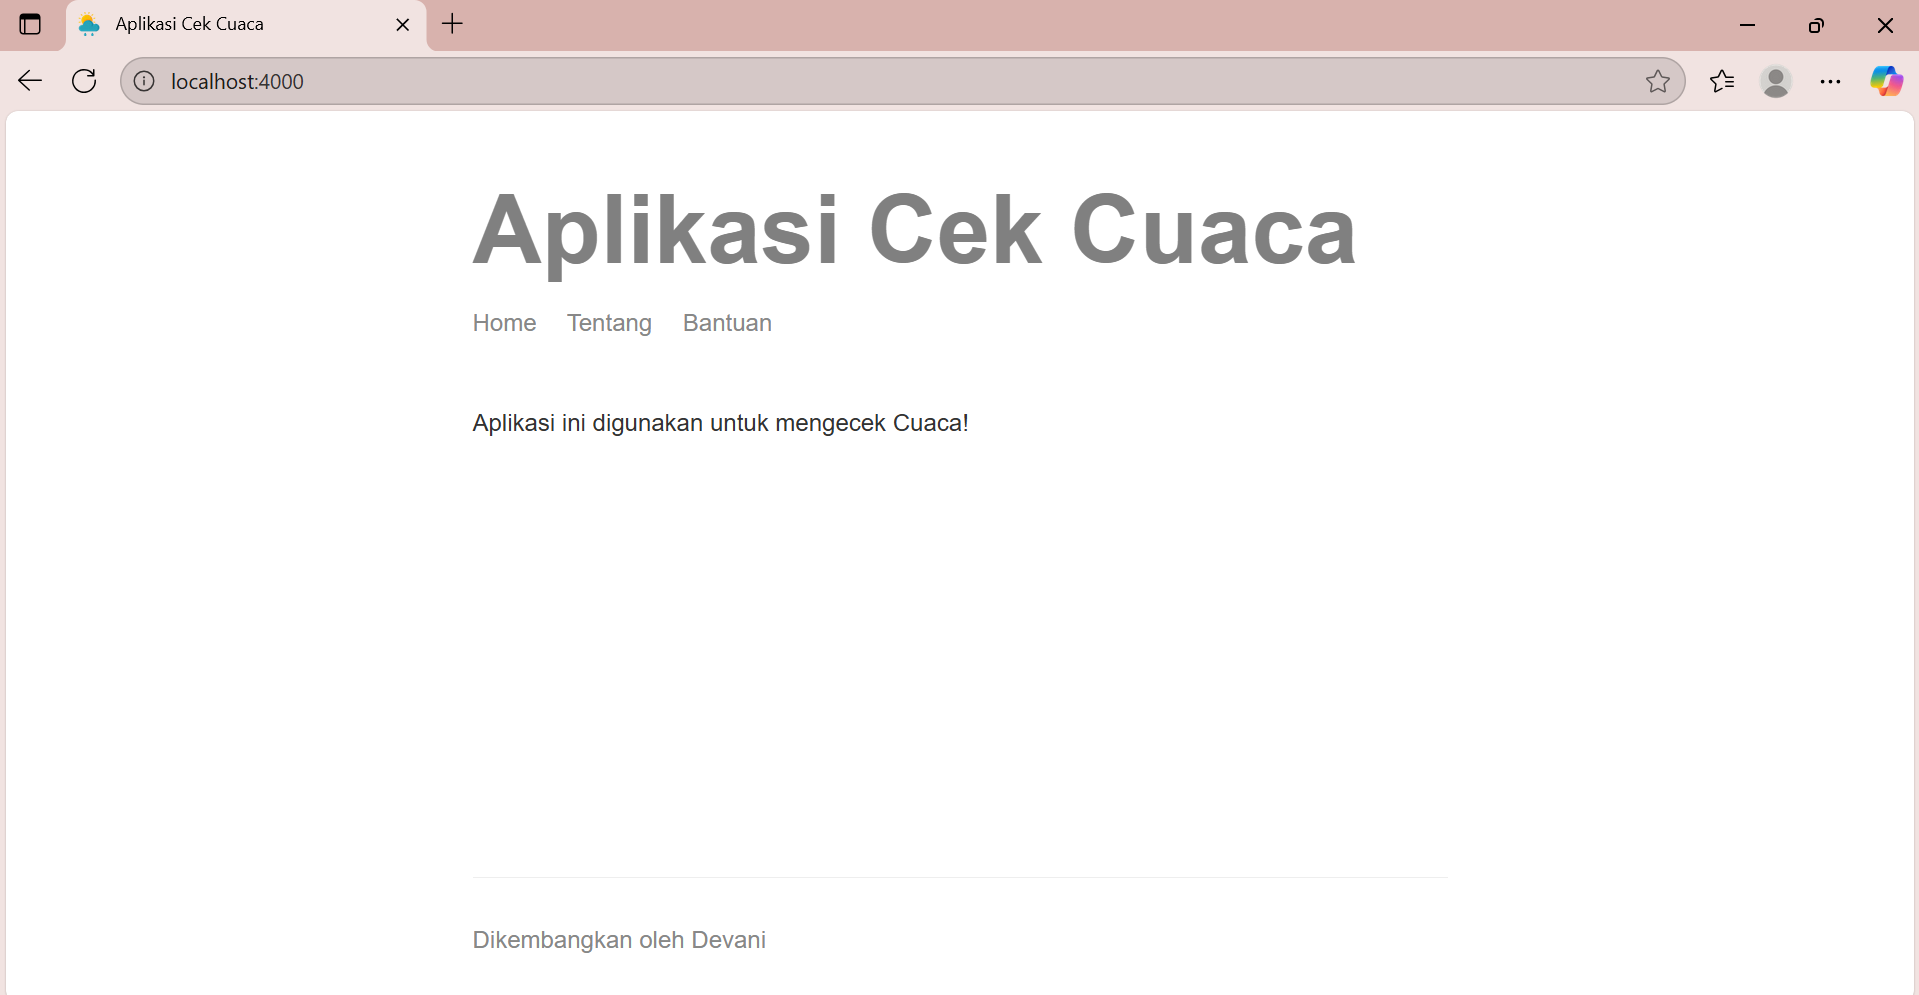 Aplikasi Cek Cuaca
localhost:4000
Aplikasi Cek Cuaca
Home Tentang Bantuan
Aplikasi ini digunakan untuk mengecek Cuaca!
Dikembangkan oleh Devani